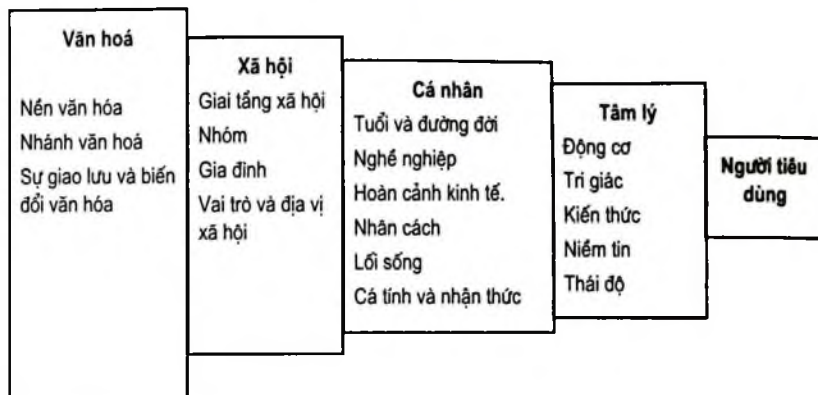 Văn hoá
Nền văn hóa
Nhánh văn hoá
Sự giao lưu và biến
đổi văn hóa
Xã hội
Giai tầng xã hội
Nhóm
Gia đinh
Vai trò và địa vị
xã hội
Cá nhân
Tuổi và đường đời
Nghề nghiệp
Hoàn cảnh kinh tế.
Nhân cách
Lối sống
Cá tính và nhận thức
Tâm lý
Động cơ
Tri giác
Kiến thức
Niềm tin
Thái độ
Người tiêu
dùng